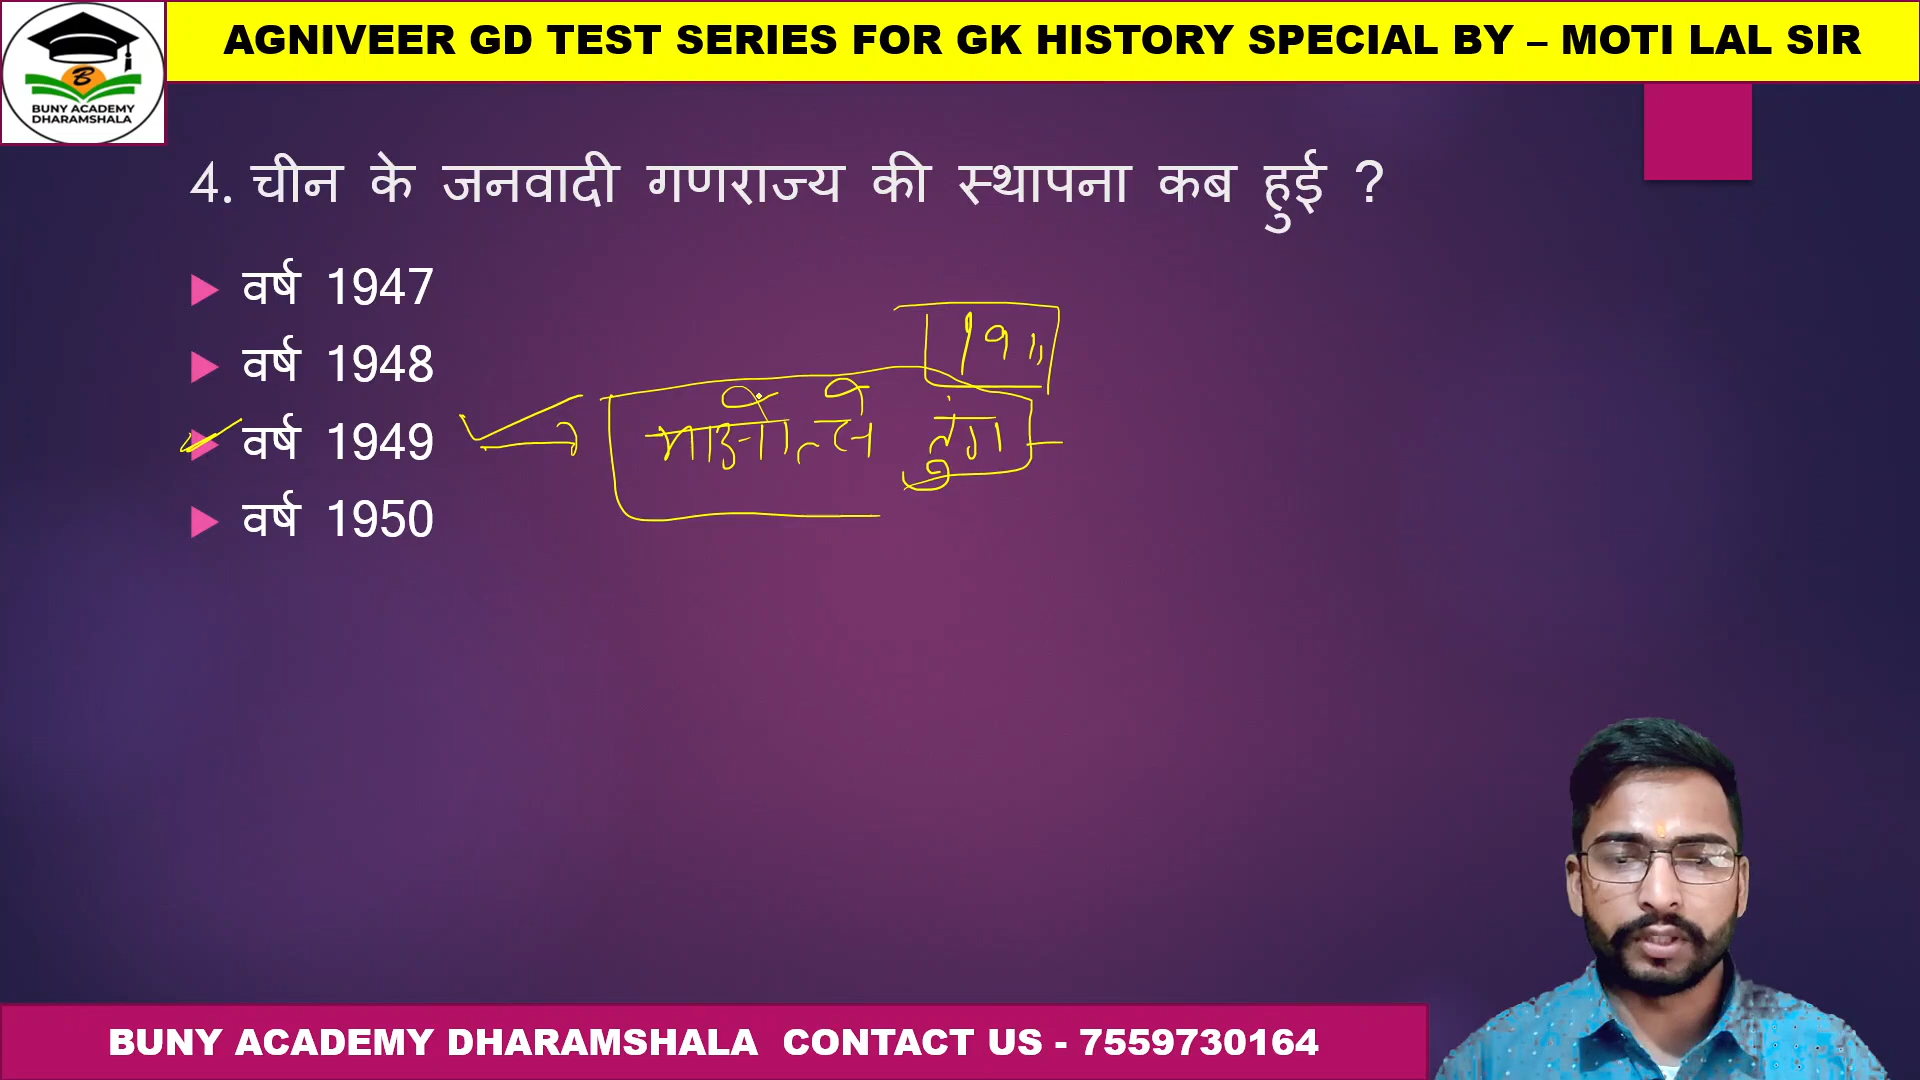 AGNIVEER GD TEST SERIES FOR GK HISTORY SPECIAL BY – MOTI LAL SIR
BUNY ACADEMY
DHARAMSHALA
4. चीन के जनवादी गणराज्य की स्थापना कब हुई ?
वर्ष 1947
वर्ष 1948
वर्ष 1949
वर्ष 1950
तुंग
BUNY ACADEMY DHARAMSHALA CONTACT US - 7559730164